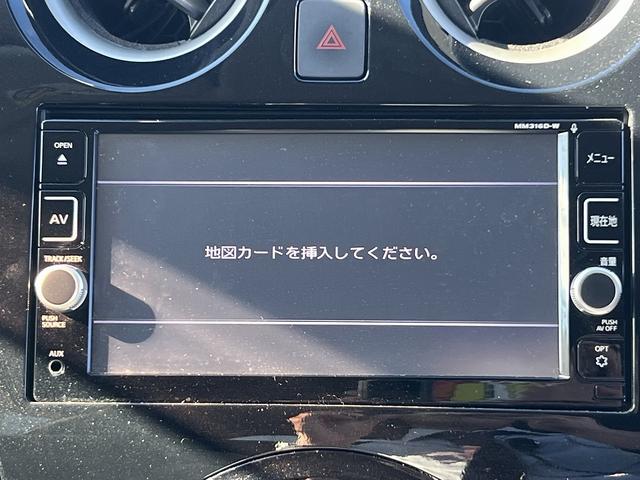 MM316D-W
OPEN
メニュー
AV
現在地
地図カードを挿入してください。
TRACK/SEEK
音量
PUSH
SOURCE
PUSH
AV OFF
AUX
OPT